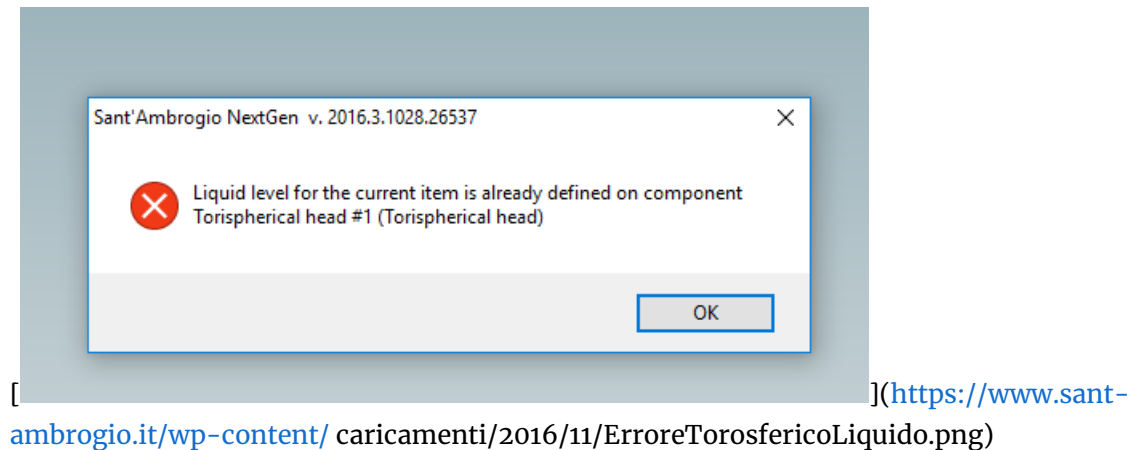 Sant'Ambrogio NextGen v. 2016.3.1028.26537
Liquid level for the current item is already defined on component
Torispherical head #1 (Torispherical head)
OK
[](https://www.sant-
ambrogio.it/wp-content/ caricamenti/2016/11/ErroreTorosfericoLiquido.png)